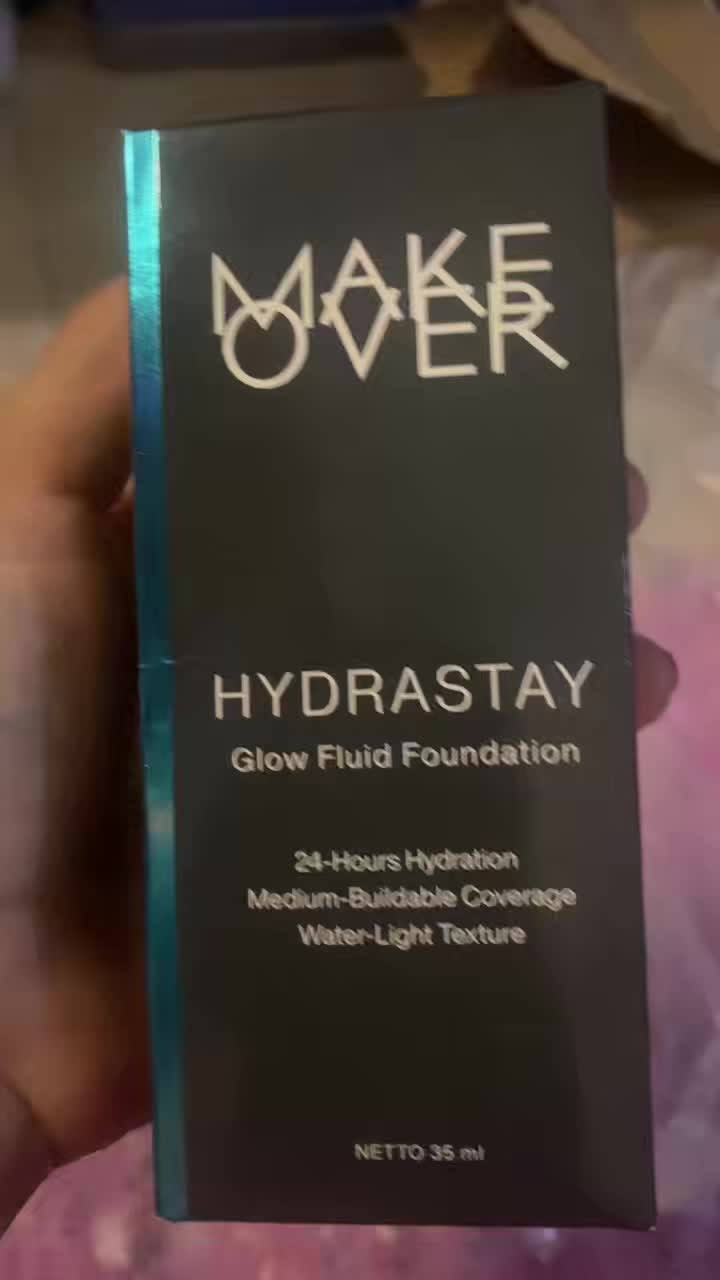 MAKE
OVER
HYDRASTAY
Glow Fluid Foundation
24-Hours Hydration
Medium-Buildable Coverage
Water-Light Texture
NETTO 35 ml